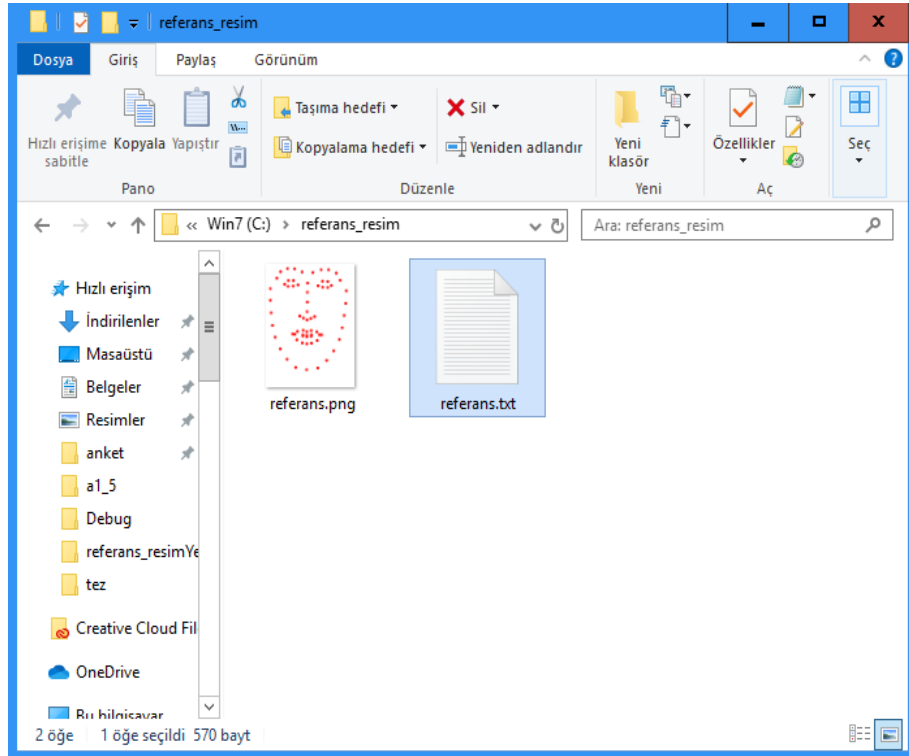 referans_resim
Dosya Giriş Paylaş Görünüm
Hızlı erişime sabitle
Kopyala
Yapıştır
Taşıma hedefi
Kopyalama hedefi
Sil
Yeniden adlandır
Yeni klasör
Özellikler
Seç
Pano Düzenle Yeni Aç
« Win7 (C:) › referans_resim
Ara: referans_resim
Hızlı erişim
İndirilenler
Masaüstü
Belgeler
Resimler
anket
a1_5
Debug
referans_resimYe
tez
Creative Cloud Fil
OneDrive
Bu bilgisayar
referans.png
referans.txt
2 öğe 1 öğe seçildi 570 bayt